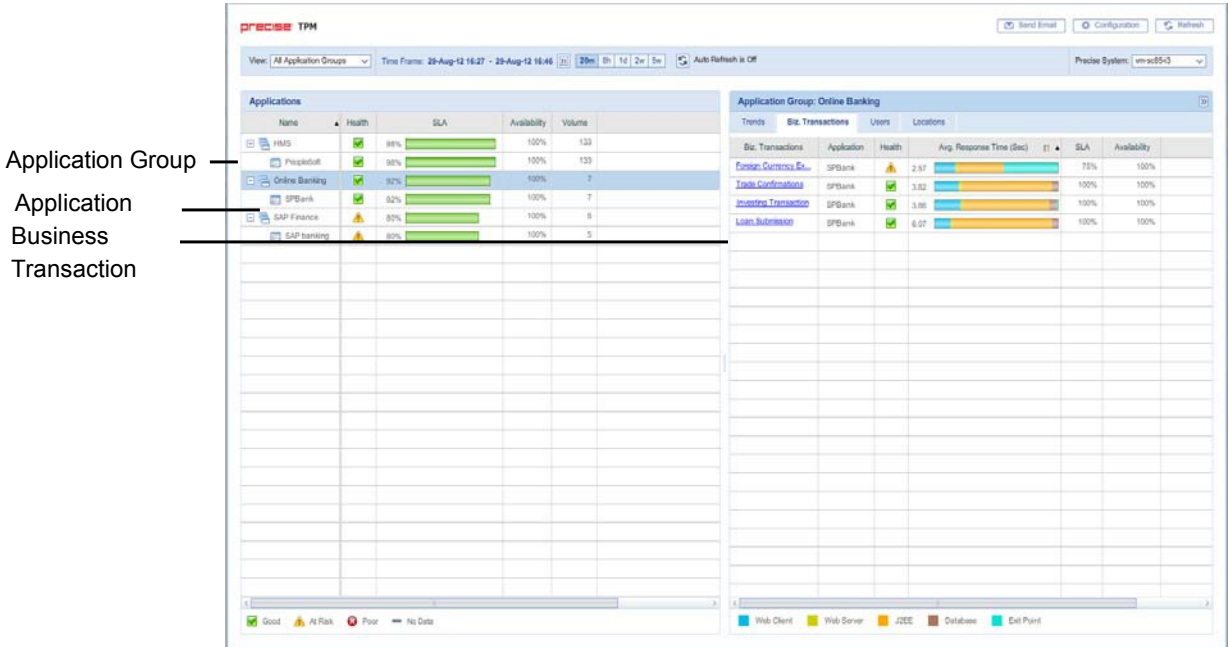 precise TPM
Send Email Configuration Refresh
View: All Application Groups Time Frame: 29-Aug-12 16:27 - 29-Aug-12 16:46 20m 8h 1d 2w 5w Auto Refresh is Off Precise System: vm-sc65-i3
Applications
Name Health SLA Availability Volume
HMS 98% 100% 133
PeopleSoft 98% 100% 133
Online Banking 92% 100% 7
SPBank 92% 100% 7
SAP Finance 80% 100% 5
SAP banking 80% 100% 5
Good At Risk Poor No Data
Application Group
Application
Business
Transaction
Application Group: Online Banking
Trends Biz. Transactions Users Locations
Biz. Transactions Application Health Avg. Response Time (Sec) SLA Availability
Foreign Currency Ex... SPBank 2.57 75% 100%
Trade Confirmations SPBank 3.82 100% 100%
Investing Transaction SPBank 3.86 100% 100%
Loan Submission SPBank 6.07 100% 100%
Web Client Web Server J2EE Database Exit Point